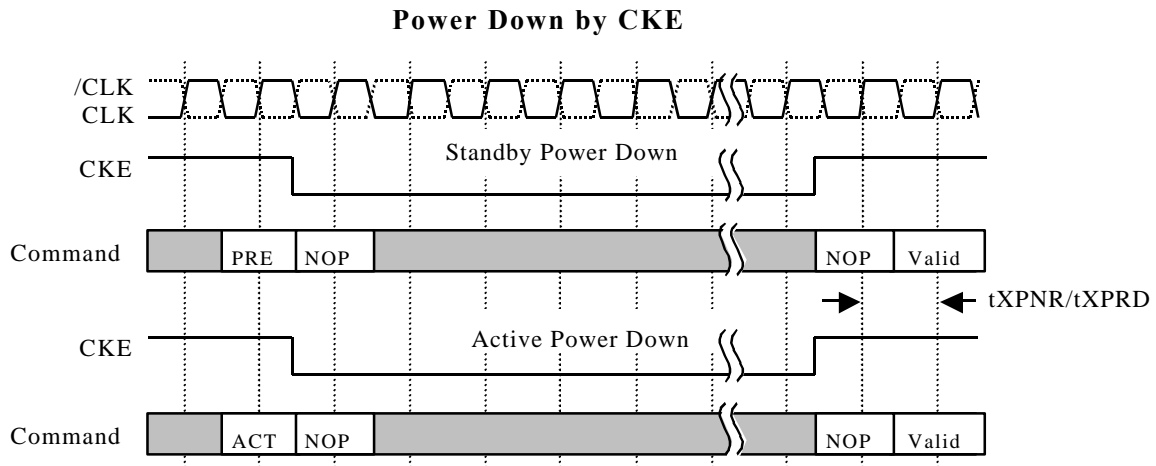 Power Down by CKE
/CLK
CLK
CKE
Standby Power Down
Command
PRE
NOP
NOP
Valid
tXPNR/tXPRD
CKE
Active Power Down
Command
ACT
NOP
NOP
Valid